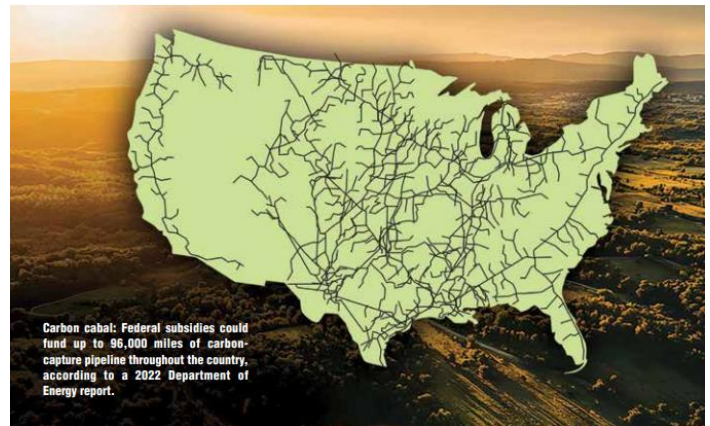 Carbon cabal: Federal subsidies could
fund up to 96,000 miles of carbon-
capture pipeline throughout the country,
according to a 2022 Department of
Energy report.